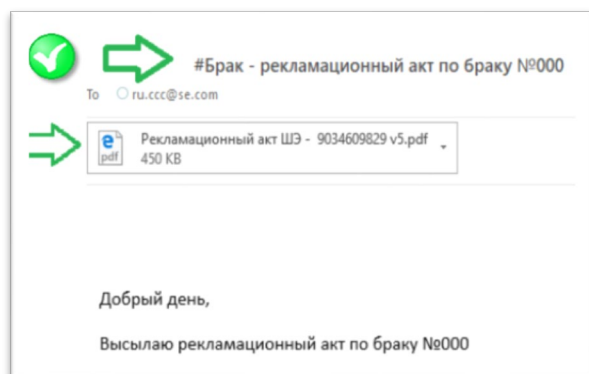 #Брак - рекламационный акт по браку №000
To ru.ccc@se.com
Рекламационный акт ШЭ - 9034609829 v5.pdf
pdf
450 KB
Добрый день,
Высылаю рекламационный акт по браку №000